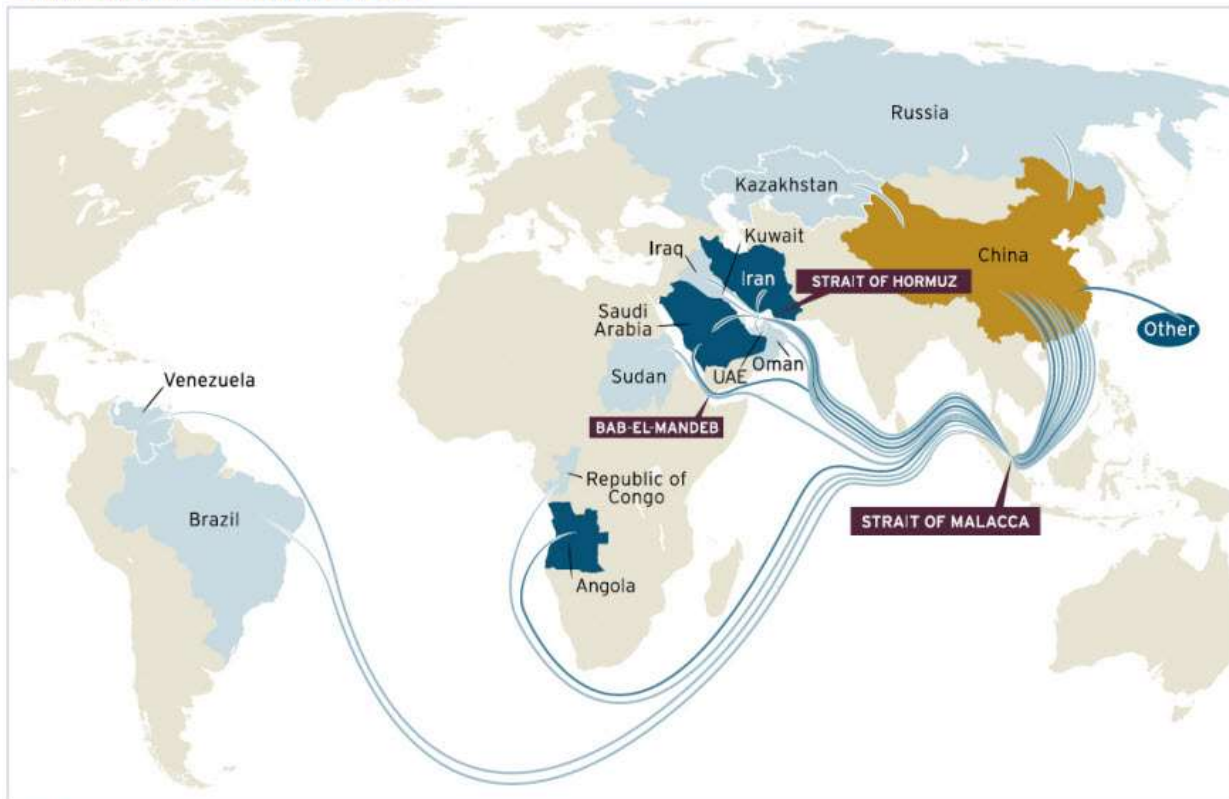 Russia
Kazakhstan
Kuwait
Iraq
China
Iran
STRAIT OF HORMUZ
Saudi
Arabia
Other
Oman
UAE
Sudan
Venezuela
BAB-EL-MANDEB
Republic of
Congo
Brazil
STRAIT OF MALACCA
Angola